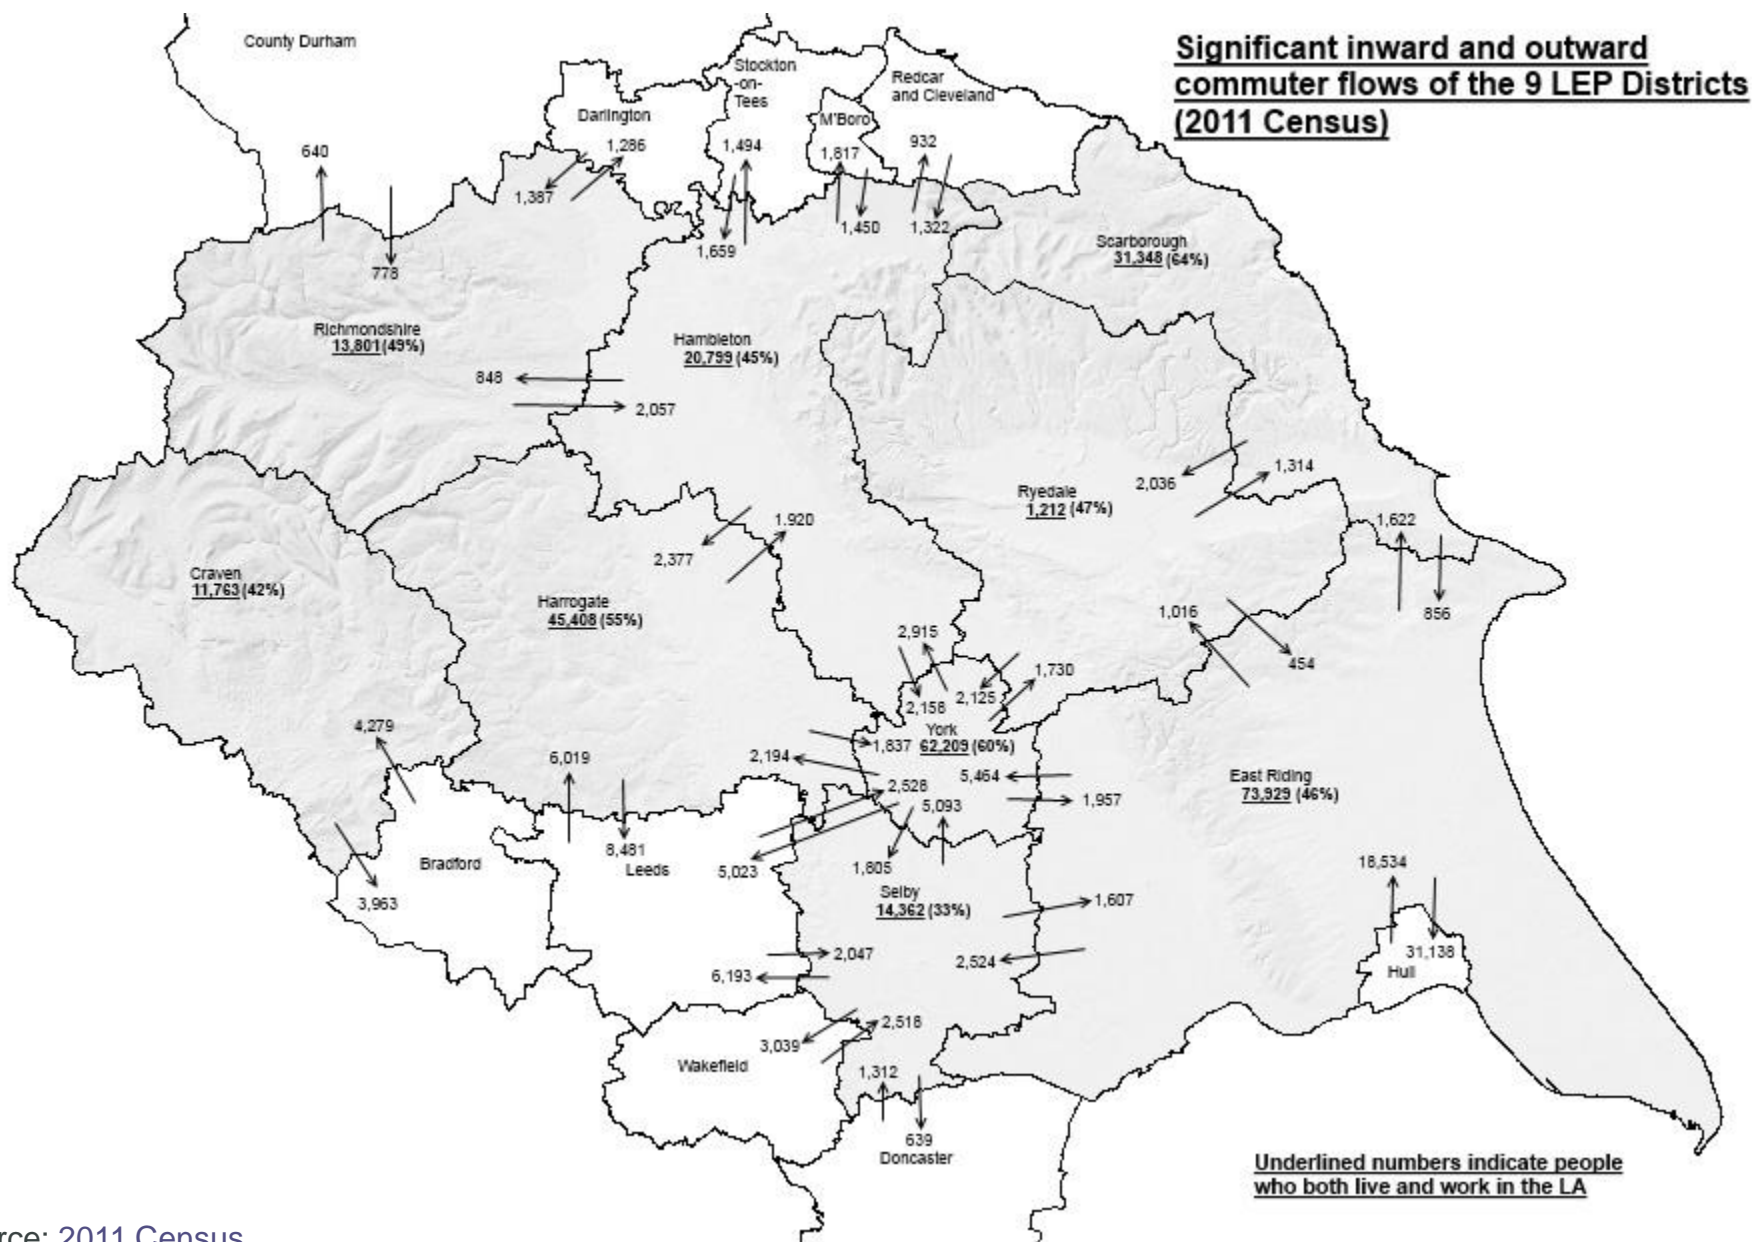 Significant inward and outward
commuter flows of the 9 LEP Districts
(2011 Census)
County Durham
Stockton
-on-
Tees
Redcar
and Cleveland
Darlington
M'Boro
1,286
1,494
1,817
932
640
1,387
778
1,659
1,450
1,322
Scarborough
31,348 (64%)
Richmondshire
13,801(49%)
Hambleton
20,799 (45%)
848
2,057
2,036
1,314
Ryedale
1,212 (47%)
1,622
856
2,377
1,920
Craven
11,763 (42%)
Harrogate
45,408 (55%)
1,016
454
2,915
1,730
2,158
2,125
York
62,209 (60%)
4,279
6,019
2,194
1,837
5,464
1,957
2,528
5,093
East Riding
73,929 (46%)
8,481
Leeds
5,023
1,805
Bradford
3,963
Selby
14,362 (33%)
1,607
18,534
31,138
Hull
2,047
2,524
6,193
2,518
3,039
Wakefield
1,312
639
Doncaster
Underlined numbers indicate people
who both live and work in the LA
rce: 2011 Census